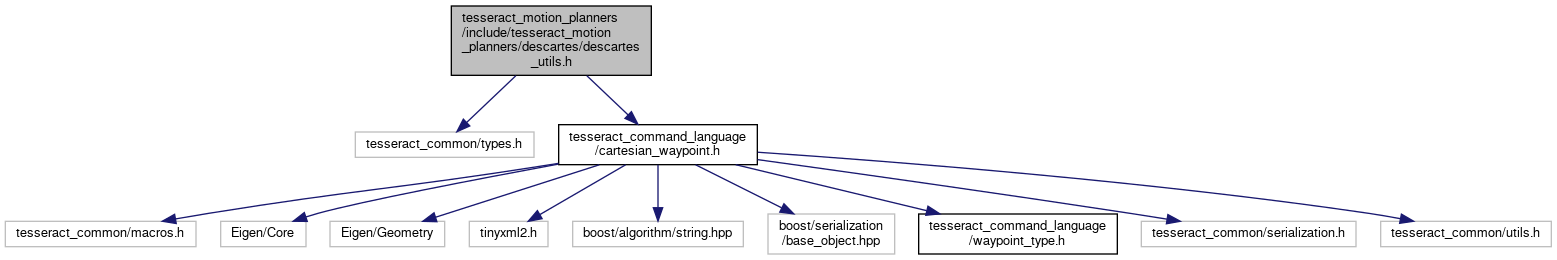 tesseract_motion_planners
/include/tesseract_motion
_planners/descartes/descartes
_utils.h
tesseract_common/types.h
tesseract_command_language
/cartesian_waypoint.h
tesseract_common/macros.h
Eigen/Core
Eigen/Geometry
tinyxml2.h
boost/algorithm/string.hpp
boost/serialization
/base_object.hpp
tesseract_command_language
/waypoint_type.h
tesseract_common/serialization.h
tesseract_common/utils.h